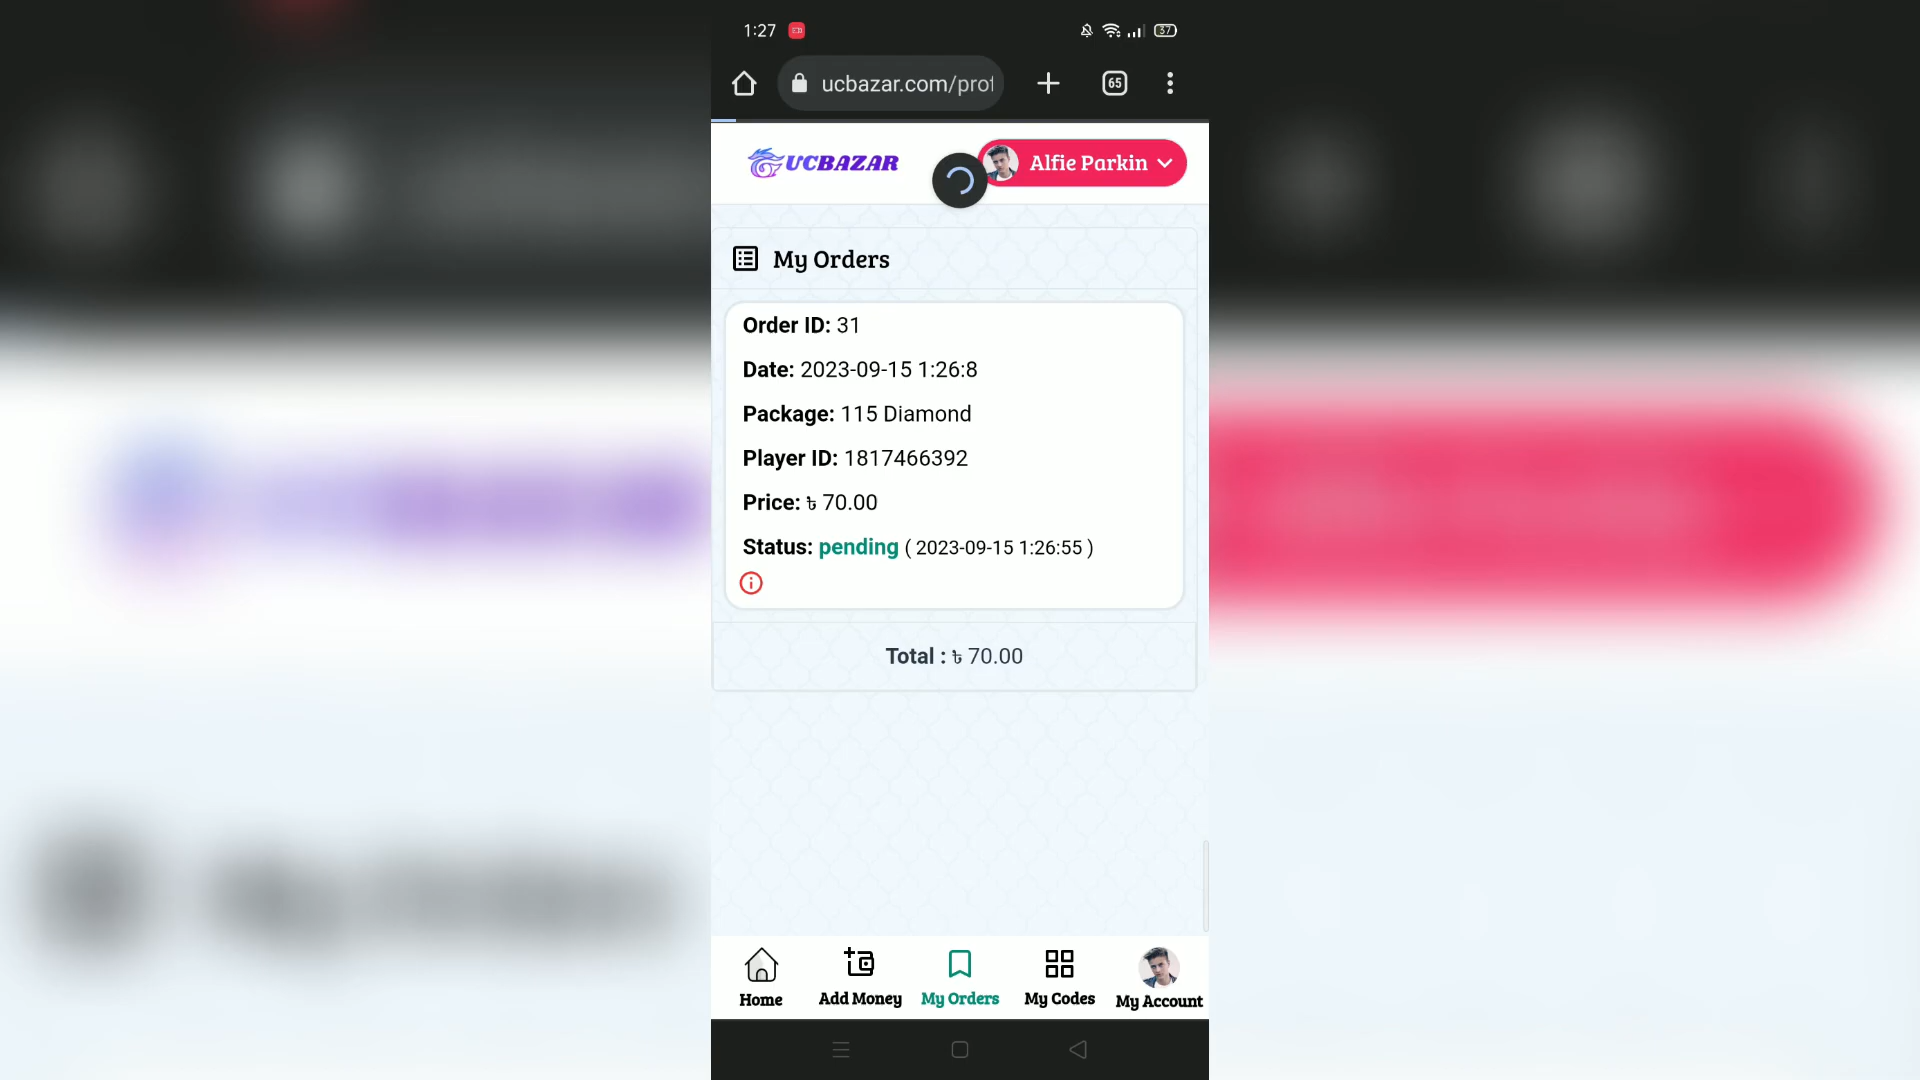 1:27
37
ucbazar.com/prof
65
UCBAZAR
Alfie Parkin
My Orders
Order ID: 31
Date: 2023-09-15 1:26:8
Package: 115 Diamond
Player ID: 1817466392
Price: ৳ 70.00
Status: pending ( 2023-09-15 1:26:55 )
Total : ৳ 70.00
Home
Add Money
My Orders
My Codes
My Account